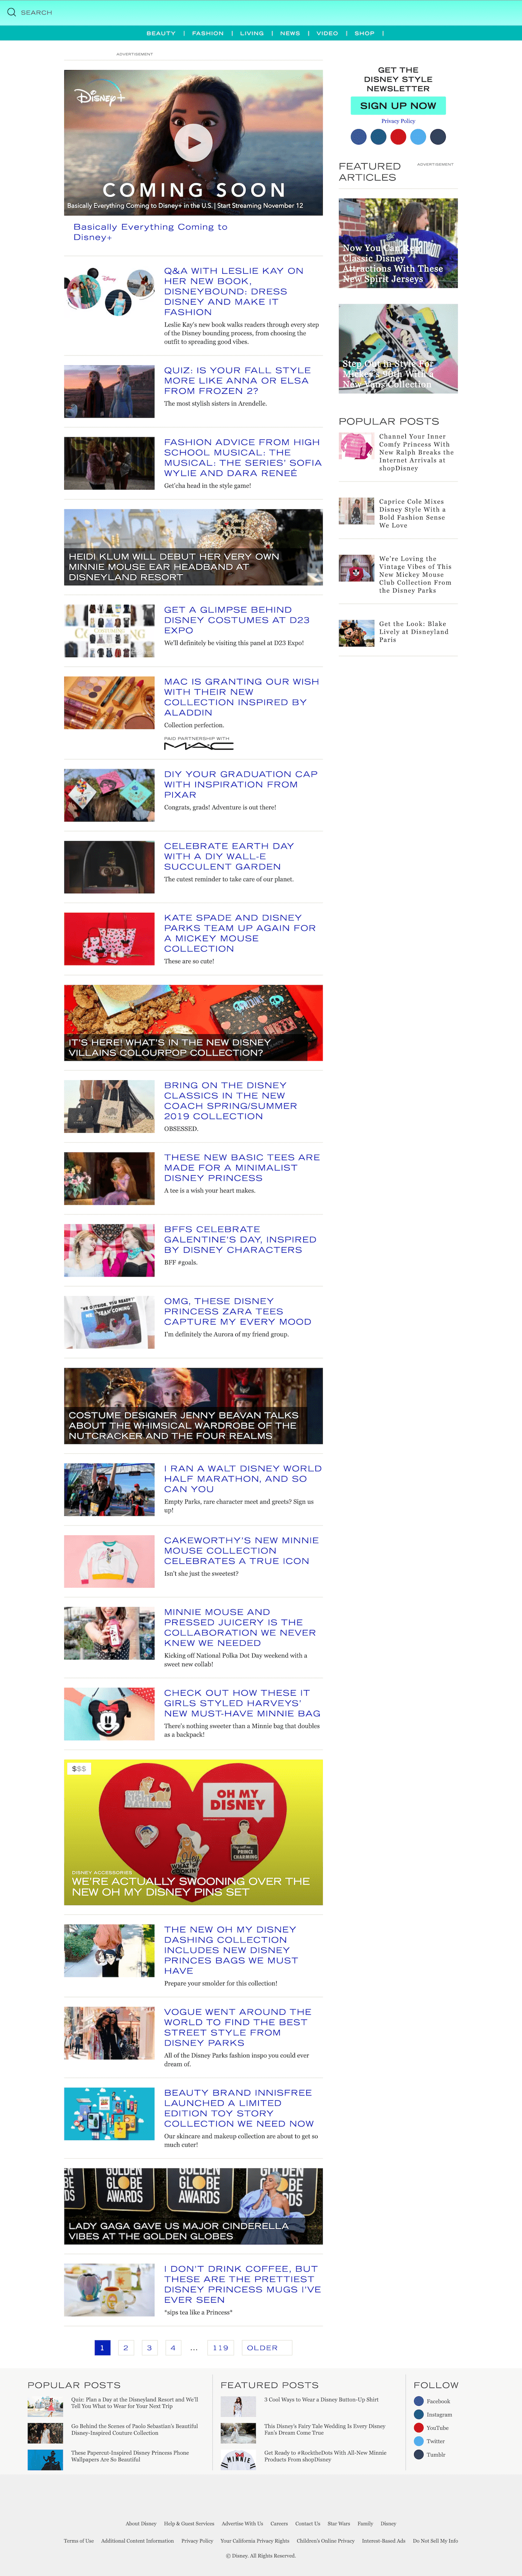 SEARCH
BEAUTY | FASHION | LIVING | NEWS | VIDEO | SHOP |
ADVERTISEMENT
Disney+
COMING SOON
Basically Everything Coming to Disney+ in the U.S. | Start Streaming November 12
Basically Everything Coming to
Disney+
Q&A WITH LESLIE KAY ON
HER NEW BOOK,
DISNEYBOUND: DRESS
DISNEY AND MAKE IT
FASHION
Leslie Kay's new book walks readers through every step
of the Disney bounding process, from choosing the
outfit to spreading good vibes.
QUIZ: IS YOUR FALL STYLE
MORE LIKE ANNA OR ELSA
FROM FROZEN 2?
The most stylish sisters in Arendelle.
FASHION ADVICE FROM HIGH
SCHOOL MUSICAL: THE
MUSICAL: THE SERIES' SOFIA
WYLIE AND DARA RENEÉ
Get'cha head in the style game!
HEIDI KLUM WILL DEBUT HER VERY OWN
MINNIE MOUSE EAR HEADBAND AT
DISNEYLAND RESORT
GET A GLIMPSE BEHIND
DISNEY COSTUMES AT D23
EXPO
We'll definitely be visiting this panel at D23 Expo!
MAC IS GRANTING OUR WISH
WITH THEIR NEW
COLLECTION INSPIRED BY
ALADDIN
Collection perfection.
PAID PARTNERSHIP WITH
MAC
DIY YOUR GRADUATION CAP
WITH INSPIRATION FROM
PIXAR
Congrats, grads! Adventure is out there!
CELEBRATE EARTH DAY
WITH A DIY WALL-E
SUCCULENT GARDEN
The cutest reminder to take care of our planet.
KATE SPADE AND DISNEY
PARKS TEAM UP AGAIN FOR
A MICKEY MOUSE
COLLECTION
These are so cute!
IT'S HERE! WHAT'S IN THE NEW DISNEY
VILLAINS COLOURPOP COLLECTION?
BRING ON THE DISNEY
CLASSICS IN THE NEW
COACH SPRING/SUMMER
2019 COLLECTION
OBSESSED.
THESE NEW BASIC TEES ARE
MADE FOR A MINIMALIST
DISNEY PRINCESS
A tee is a wish your heart makes.
BFFS CELEBRATE
GALENTINE'S DAY, INSPIRED
BY DISNEY CHARACTERS
BFF #goals.
OMG, THESE DISNEY
PRINCESS ZARA TEES
CAPTURE MY EVERY MOOD
I'm definitely the Aurora of my friend group.
COSTUME DESIGNER JENNY BEAVAN TALKS
ABOUT THE WHIMSICAL WARDROBE OF THE
NUTCRACKER AND THE FOUR REALMS
I RAN A WALT DISNEY WORLD
HALF MARATHON, AND SO
CAN YOU
Empty Parks, rare character meet and greets? Sign us
up!
CAKEWORTHY'S NEW MINNIE
MOUSE COLLECTION
CELEBRATES A TRUE ICON
Isn't she just the sweetest?
MINNIE MOUSE AND
PRESSED JUICERY IS THE
COLLABORATION WE NEVER
KNEW WE NEEDED
Kicking off National Polka Dot Day weekend with a
sweet new collab!
CHECK OUT HOW THESE IT
GIRLS STYLED HARVEYS'
NEW MUST-HAVE MINNIE BAG
There's nothing sweeter than a Minnie bag that doubles
as a backpack!
$$$
OH MY
DISNEY
PRINCE
CHARMING
DISNEY ACCESSORIES
WE'RE ACTUALLY SWOONING OVER THE
NEW OH MY DISNEY PINS SET
THE NEW OH MY DISNEY
DASHING COLLECTION
INCLUDES NEW DISNEY
PRINCES BAGS WE MUST
HAVE
Prepare your smolder for this collection!
VOGUE WENT AROUND THE
WORLD TO FIND THE BEST
STREET STYLE FROM
DISNEY PARKS
All of the Disney Parks fashion inspo you could ever
dream of.
BEAUTY BRAND INNISFREE
LAUNCHED A LIMITED
EDITION TOY STORY
COLLECTION WE NEED NOW
Our skincare and makeup collection are about to get so
much cuter!
GOLDEN GLOBE AWARDS
LADY GAGA GAVE US MAJOR CINDERELLA
VIBES AT THE GOLDEN GLOBES
I DON'T DRINK COFFEE, BUT
THESE ARE THE PRETTIEST
DISNEY PRINCESS MUGS I'VE
EVER SEEN
*sips tea like a Princess*
1 2 3 4 ... 119 OLDER
GET THE
DISNEY STYLE
NEWSLETTER
SIGN UP NOW
Privacy Policy
FEATURED
ARTICLES
ADVERTISEMENT
Now You Can Rep
Classic Disney
Attractions With These
New Spirit Jerseys
Step Out in Style For
New Vans Collection
POPULAR POSTS
Channel Your Inner
Comfy Princess With
New Ralph Breaks the
Internet Arrivals at
shopDisney
Caprice Cole Mixes
Disney Style With a
Bold Fashion Sense
We Love
We're Loving the
Vintage Vibes of This
New Mickey Mouse
Club Collection From
the Disney Parks
Get the Look: Blake
Lively at Disneyland
Paris
POPULAR POSTS
Quiz: Plan a Day at the Disneyland Resort and We'll
Tell You What to Wear for Your Next Trip
Go Behind the Scenes of Paolo Sebastian's Beautiful
Disney-Inspired Couture Collection
These Papercut-Inspired Disney Princess Phone
Wallpapers Are So Beautiful
FEATURED POSTS
3 Cool Ways to Wear a Disney Button-Up Shirt
This Disney's Fairy Tale Wedding Is Every Disney
Fan's Dream Come True
MINNIE
Get Ready to #RocktheDots With All-New Minnie
Products From shopDisney
FOLLOW
Facebook
Instagram
YouTube
Twitter
Tumblr
About Disney Help & Guest Services Advertise With Us Careers Contact Us Star Wars Family Disney
Terms of Use Additional Content Information Privacy Policy Your California Privacy Rights Children's Online Privacy Interest-Based Ads Do Not Sell My Info
© Disney. All Rights Reserved.